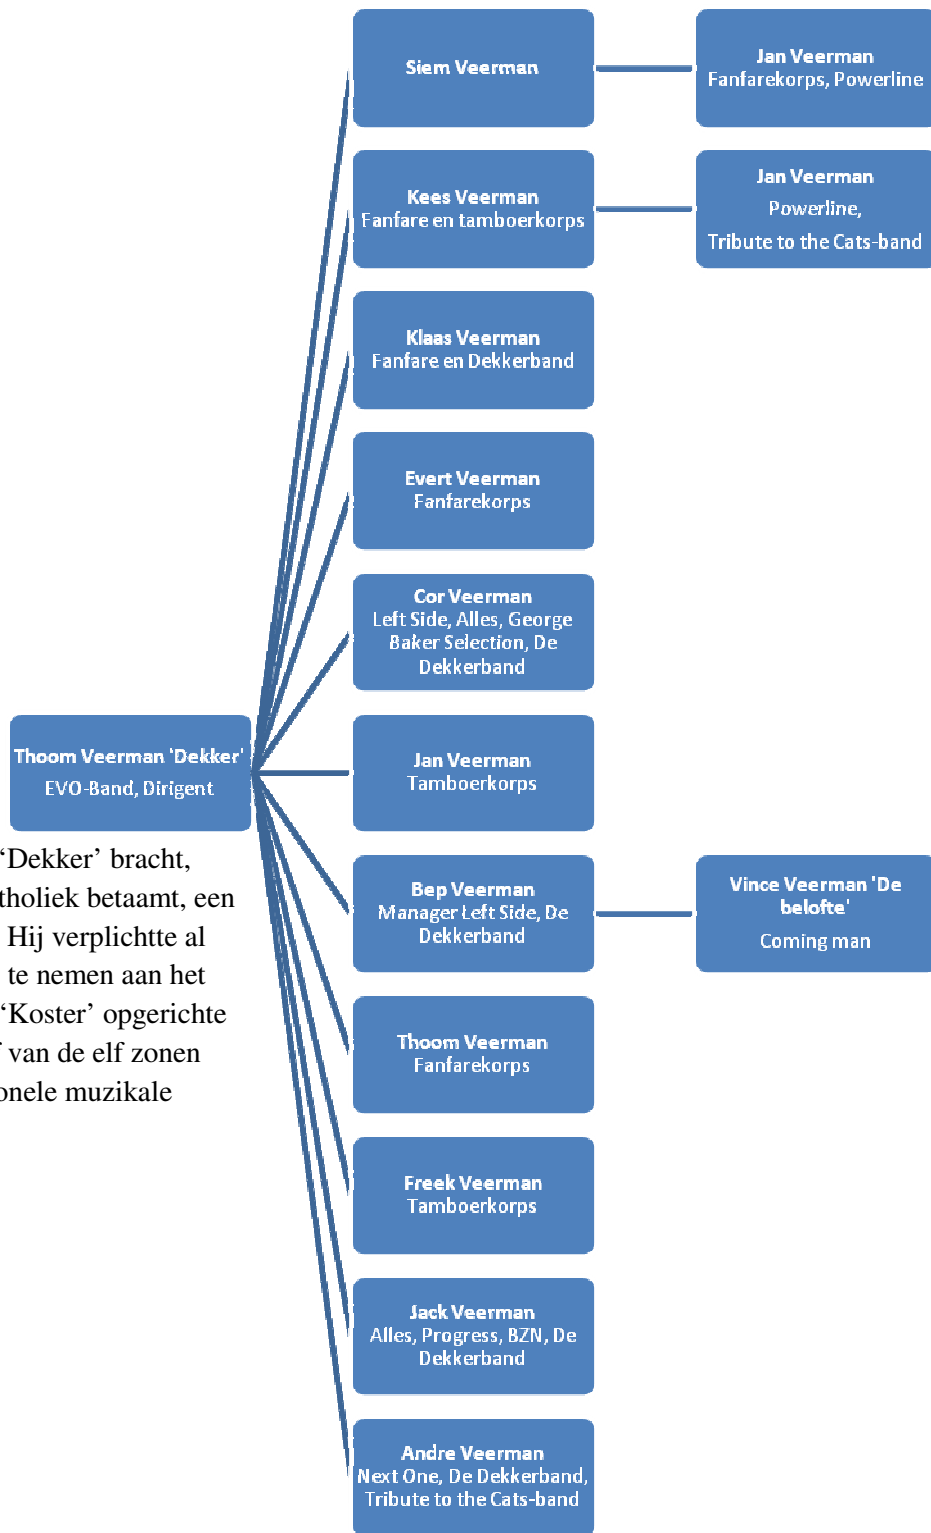 Siem Veerman
Jan Veerman
Fanfarekorps, Powerline
Kees Veerman
Fanfare en tamboerkorps
Jan Veerman
Powerline,
Tribute to the Cats-band
Klaas Veerman
Fanfare en Dekkerband
Evert Veerman
Fanfarekorps
Cor Veerman
Left Side, Alles, George
Baker Selection, De
Dekkerband
Thoom Veerman 'Dekker'
EVO-Band, Dirigent
Jan Veerman
Tamboerkorps
‘Dekker’ bracht,
tholiek betaamt, een
Hij verplichtte al
te nemen aan het
‘Koster’ opgerichte
van de elf zonen
onele muzikale
Bep Veerman
Manager Left Side, De
Dekkerband
Vince Veerman 'De
belofte'
Coming man
Thoom Veerman
Fanfarekorps
Freek Veerman
Tamboerkorps
Jack Veerman
Alles, Progress, BZN, De
Dekkerband
Andre Veerman
Next One, De Dekkerband,
Tribute to the Cats-band